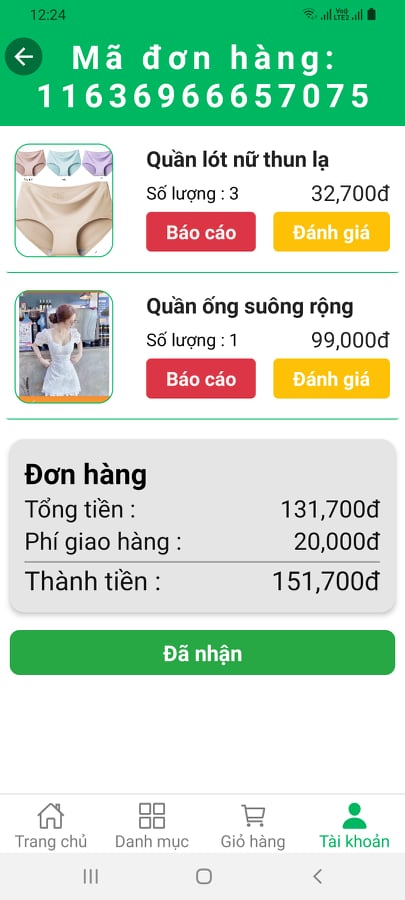 12:24
Vo)) LTE2
Mã đơn hàng:
11636966657075
Quần lót nữ thun lạ
Số lượng : 3 32,700đ
Báo cáo Đánh giá
Quần ống suông rộng
Số lượng : 1 99,000đ
Báo cáo Đánh giá
Đơn hàng
Tổng tiền : 131,700đ
Phí giao hàng : 20,000đ
Thành tiền : 151,700đ
Đã nhận
Trang chủ Danh mục Giỏ hàng Tài khoản